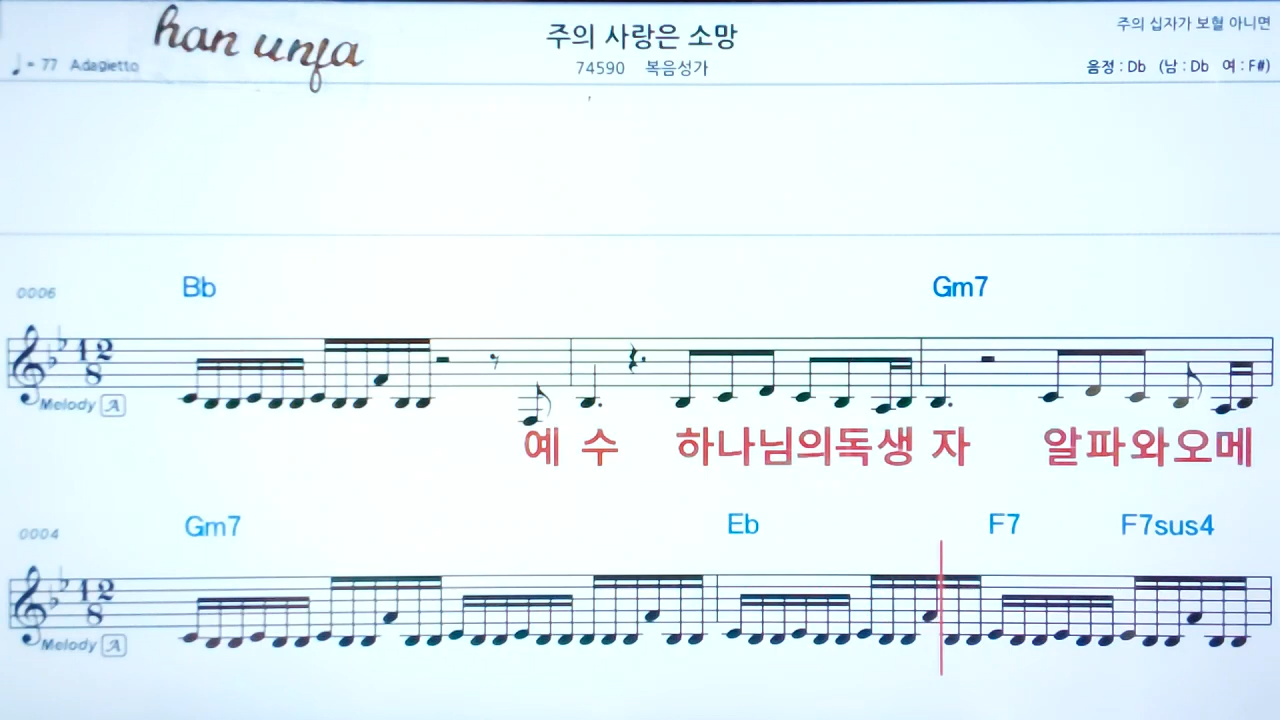 han unfa
주의 사랑은 소망
주의 십자가 보혈 아니면
♩ = 77 Adagietto
74590 복음성가
음정 : Db (남 : Db 여 : F#)
Bb Gm7
0006
12
8
Melody A
예 수 하나님의독생 자 알파와오메
Gm7 Eb F7 F7sus4
0004
12
8
Melody A